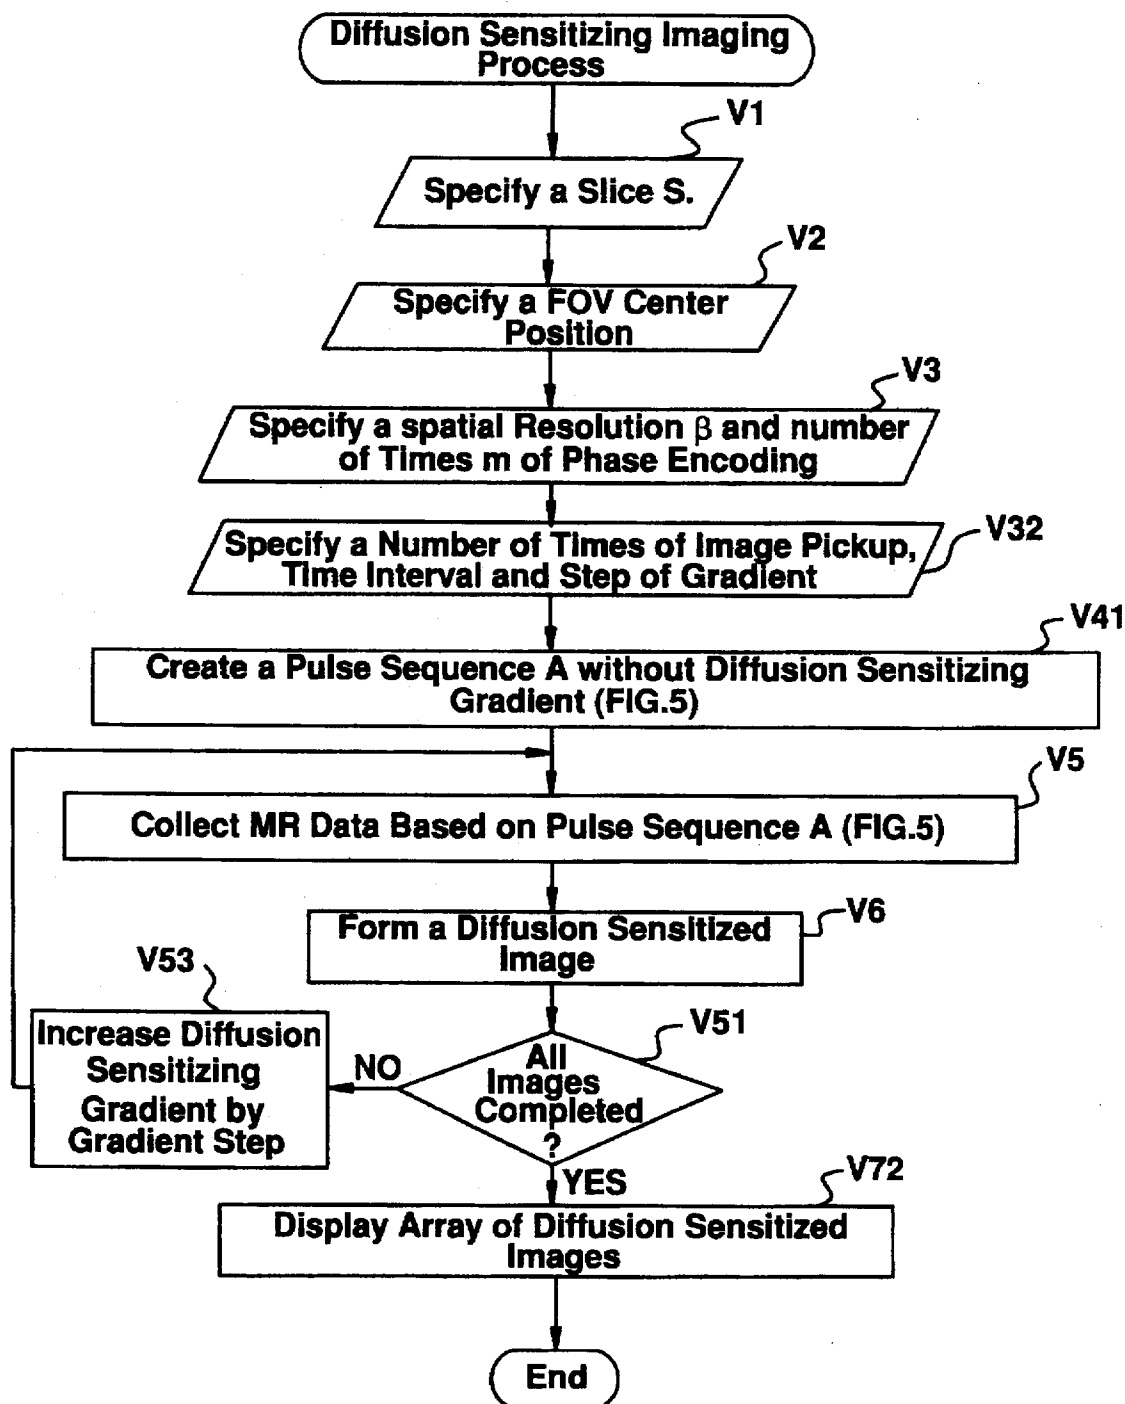 Diffusion Sensitizing Imaging
Process
V1
Specify a Slice S.
V2
Specify a FOV Center
Position
V3
Specify a spatial Resolution β and number
of Times m of Phase Encoding
V32
Specify a Number of Times of Image Pickup,
Time Interval and Step of Gradient
V41
Create a Pulse Sequence A without Diffusion Sensitizing
Gradient (FIG.5)
V5
Collect MR Data Based on Pulse Sequence A (FIG.5)
V6
Form a Diffusion Sensitized
Image
V53
Increase Diffusion
Sensitizing
Gradient by
Gradient Step
NO
V51
All
Images
Completed
?
YES
V72
Display Array of Diffusion Sensitized
Images
End